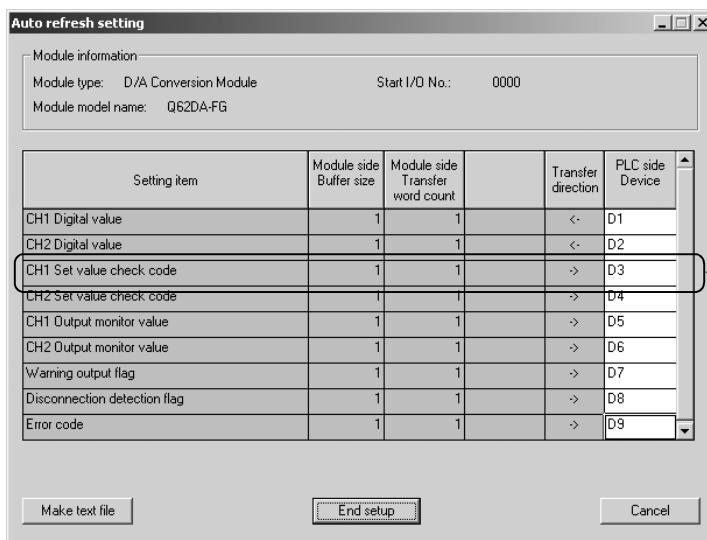 Auto refresh setting
Module information
Module type: D/A Conversion Module Start I/O No.: 0000
Module model name: Q62DA-FG
Setting item Module side Buffer size Module side Transfer word count Transfer direction PLC side Device
CH1 Digital value 1 1 <- D1
CH2 Digital value 1 1 <- D2
CH1 Set value check code 1 1 -> D3
CH2 Set value check code 1 1 -> D4
CH1 Output monitor value 1 1 -> D5
CH2 Output monitor value 1 1 -> D6
Warning output flag 1 1 -> D7
Disconnection detection flag 1 1 -> D8
Error code 1 1 -> D9
Make text file End setup Cancel